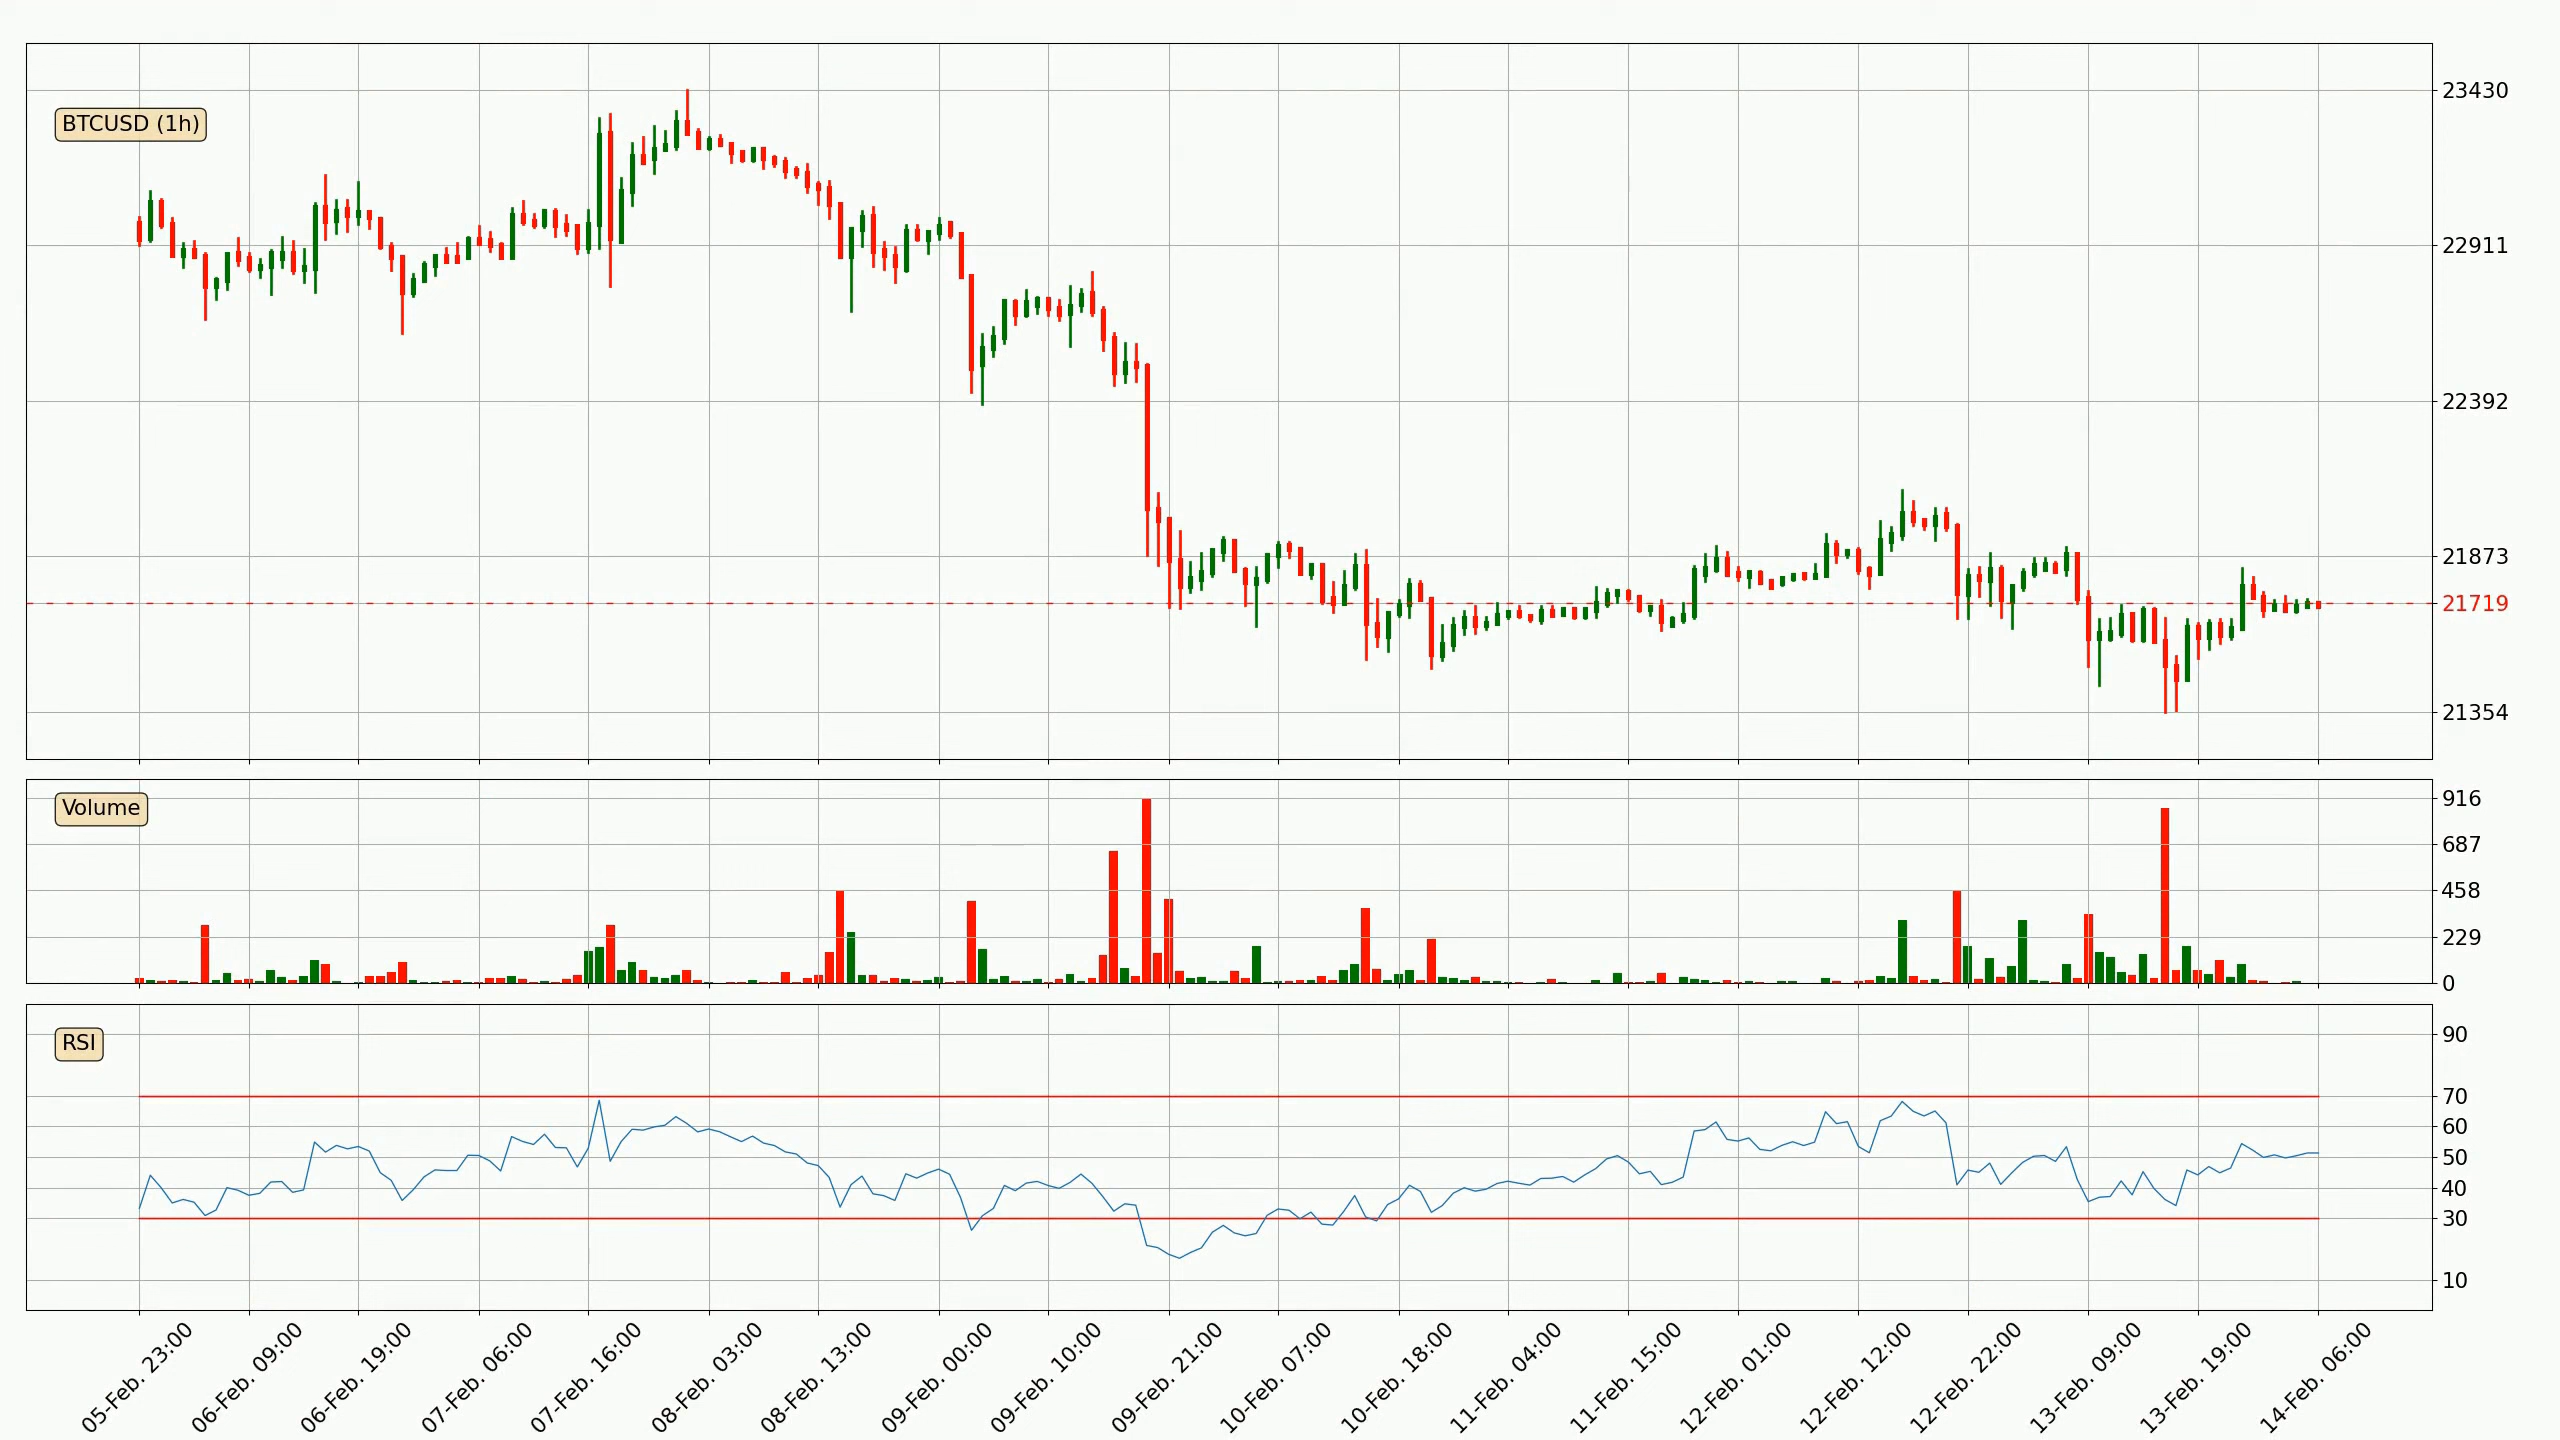 BTCUSD (1h)
23430
22911
22392
21873
21719
21354
Volume
916
687
458
229
0
RSI
90
70
60
50
40
30
10
05-Feb. 23:00
06-Feb. 09:00
06-Feb. 19:00
07-Feb. 06:00
07-Feb. 16:00
08-Feb. 03:00
08-Feb. 13:00
09-Feb. 00:00
09-Feb. 10:00
09-Feb. 21:00
10-Feb. 07:00
10-Feb. 18:00
11-Feb. 04:00
11-Feb. 15:00
12-Feb. 01:00
12-Feb. 12:00
12-Feb. 22:00
13-Feb. 09:00
13-Feb. 19:00
14-Feb. 06:00